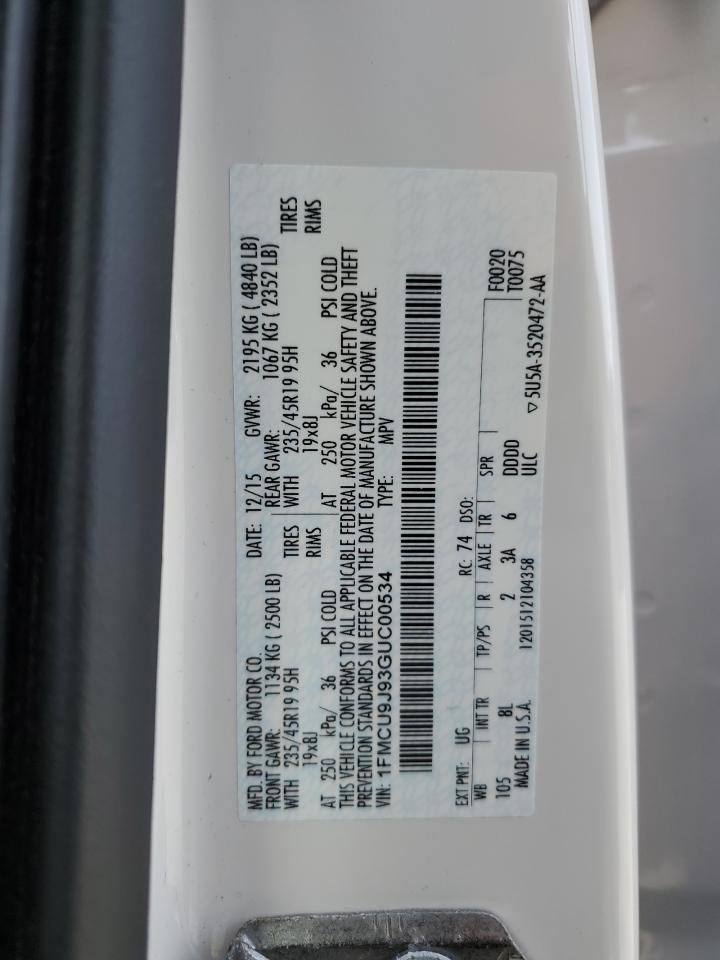 MFD. BY FORD MOTOR CO.
DATE: 12/15 GVWR: 2195 KG ( 4840 LB)
FRONT GAWR: 1134 KG ( 2500 LB)
REAR GAWR: 1067 KG ( 2352 LB)
WITH 235/45R19 95H TIRES
WITH 235/45R19 95H TIRES
19x8J RIMS
19x8J RIMS
AT 250 kPa/ 36 PSI COLD
AT 250 kPa/ 36 PSI COLD
THIS VEHICLE CONFORMS TO ALL APPLICABLE FEDERAL MOTOR VEHICLE SAFETY AND THEFT
PREVENTION STANDARDS IN EFFECT ON THE DATE OF MANUFACTURE SHOWN ABOVE.
VIN: 1FMCU9J93GUC00534 TYPE: MPV
EXT PNT: UG RC: 74 DSO:
WB INT TR TP/PS R AXLE TR SPR F0020
105 8L 2 3A 6 DDDD T0075
MADE IN U.S.A. 1201512104358 ULC ▽5U5A-3520472-AA